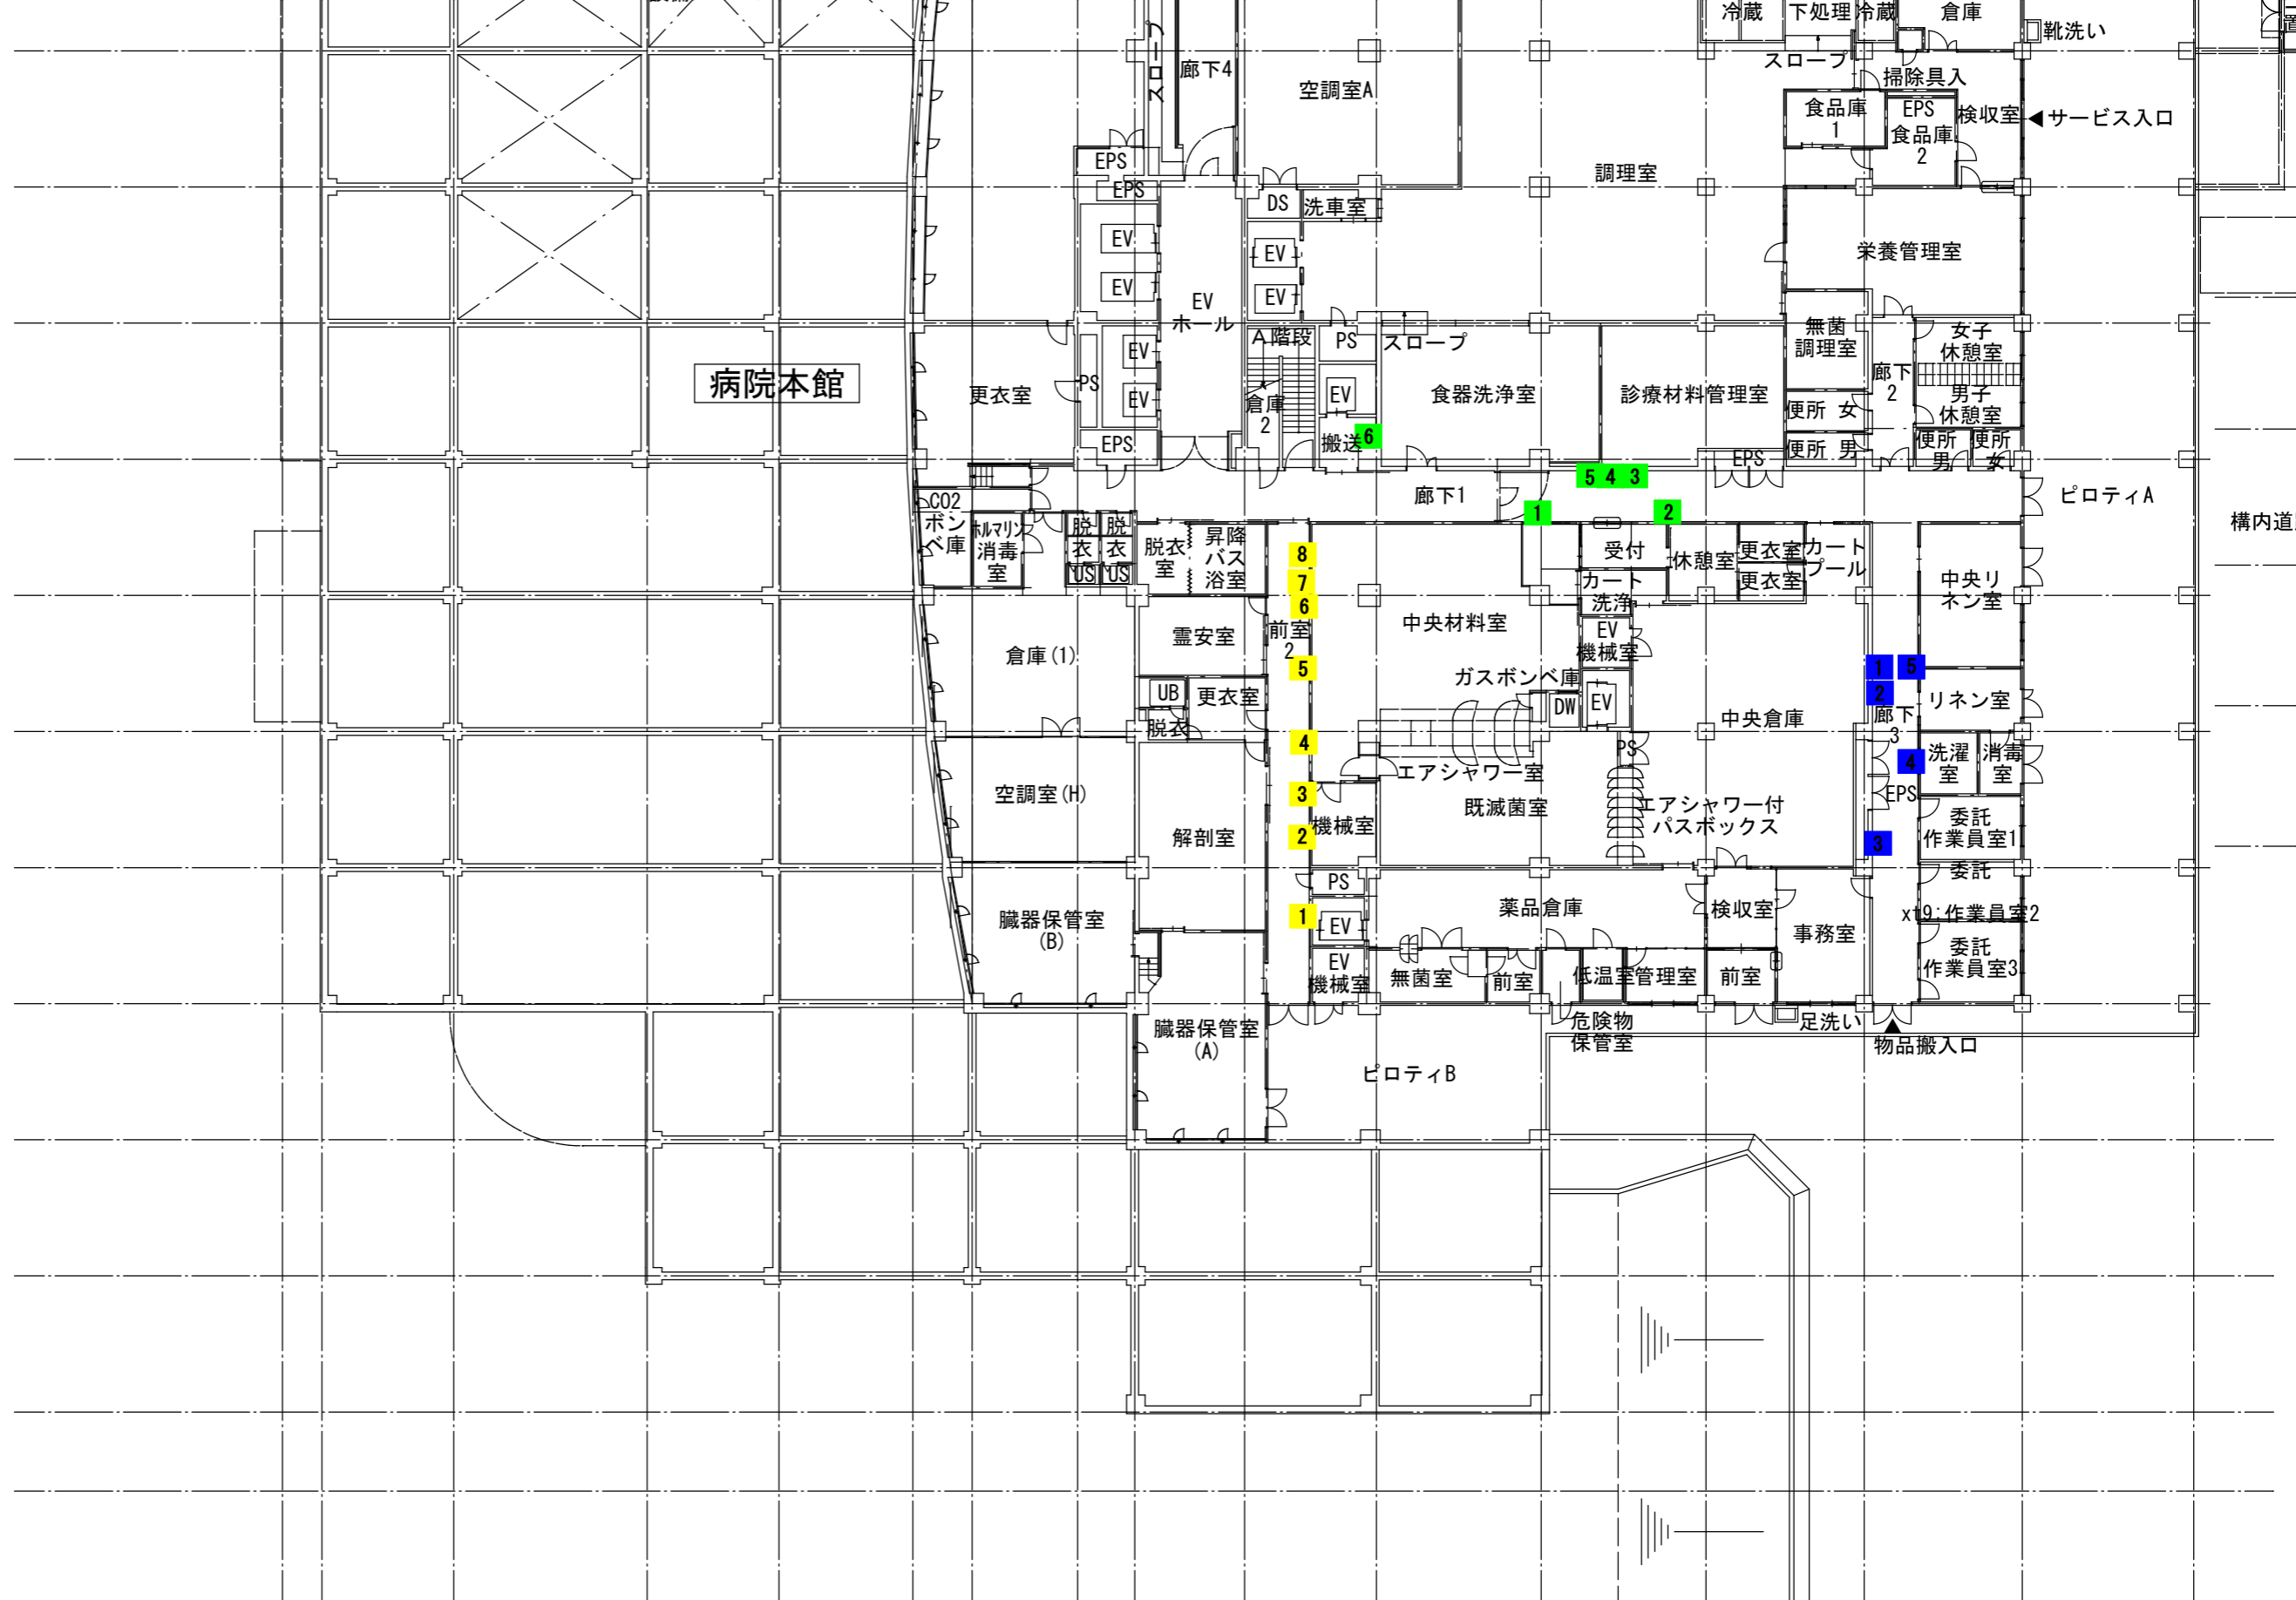 冷蔵
下処理
冷蔵
倉庫
靴洗い
スロープ
廊下4
空調室A
スロープ
掃除具入
食品庫
1
EPS
食品庫
2
検収室
サービス入口
EPS
EPS
調理室
DS
洗車室
EV
EV
EV
EV
EV
ホール
栄養管理室
A階段
PS
スロープ
無菌
調理室
女子
休憩室
病院本館
更衣室
PS
EV
EV
倉庫
2
EV
食器洗浄室
診療材料管理室
廊下
2
男子
休憩室
便所 女
便所 男
便所
男
便所
女
EPS
搬送
6
EPS
5
4
3
CO2
ボン
ベ庫
ホルマリン
消毒
室
脱
衣
US
脱
衣
US
脱衣
室
昇降
バス
浴室
廊下1
1
2
ピロティA
構内道
8
7
6
受付
休憩室
更衣室
更衣室
カート
プール
カート
洗浄
中央リ
ネン室
倉庫(1)
霊安室
前室
2
中央材料室
EV
機械室
5
ガスボンベ庫
1
5
UB
更衣室
DW
EV
2
リネン室
脱衣
中央倉庫
廊下
3
4
PS
4
洗濯
室
消毒
室
エアシャワー室
空調室(H)
3
既滅菌室
エアシャワー付
パスボックス
EPS
2
機械室
解剖室
3
委託
作業員室1
PS
委託
xt9:作業員室2
臓器保管室
(B)
1
EV
薬品倉庫
検収室
事務室
EV
機械室
無菌室
前室
低温室
管理室
前室
委託
作業員室3
臓器保管室
(A)
危険物
保管室
足洗い
物品搬入口
ピロティB